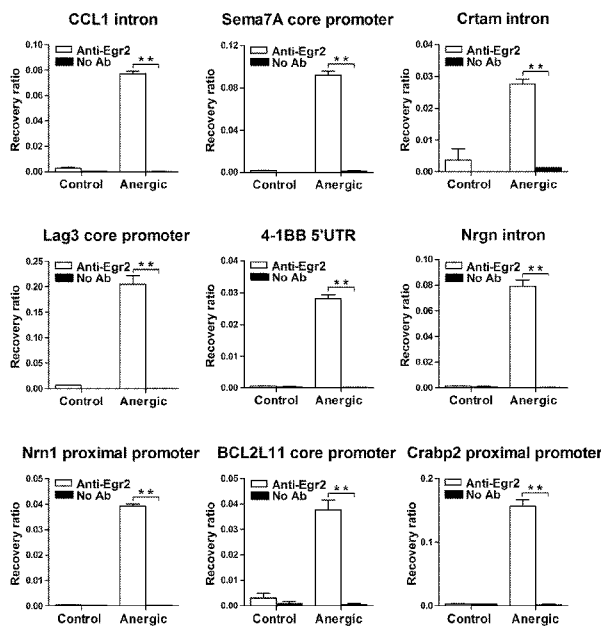 CCL1 intron
Recovery ratio
0.10
0.08
0.06
0.04
0.02
0.00
Anti-Egr2
No Ab
**
Control Anergic
Sema7A core promoter
Recovery ratio
0.12
0.08
0.04
0.00
Anti-Egr2
No Ab
**
Control Anergic
Crtam intron
Recovery ratio
0.04
0.03
0.02
0.01
0.00
Anti-Egr2
No Ab
**
Control Anergic
Lag3 core promoter
Recovery ratio
0.25
0.20
0.15
0.10
0.05
0.00
Anti-Egr2
No Ab
**
Control Anergic
4-1BB 5'UTR
Recovery ratio
0.04
0.03
0.02
0.01
0.00
Anti-Egr2
No Ab
**
Control Anergic
Nrgn intron
Recovery ratio
0.10
0.08
0.06
0.04
0.02
0.00
Anti-Egr2
No Ab
**
Control Anergic
Nrn1 proximal promoter
Recovery ratio
0.05
0.04
0.03
0.02
0.01
0.00
Anti-Egr2
No Ab
**
Control Anergic
BCL2L11 core promoter
Recovery ratio
0.05
0.04
0.03
0.02
0.01
0.00
Anti-Egr2
No Ab
**
Control Anergic
Crabp2 proximal promoter
Recovery ratio
0.2
0.1
0.0
Anti-Egr2
No Ab
**
Control Anergic